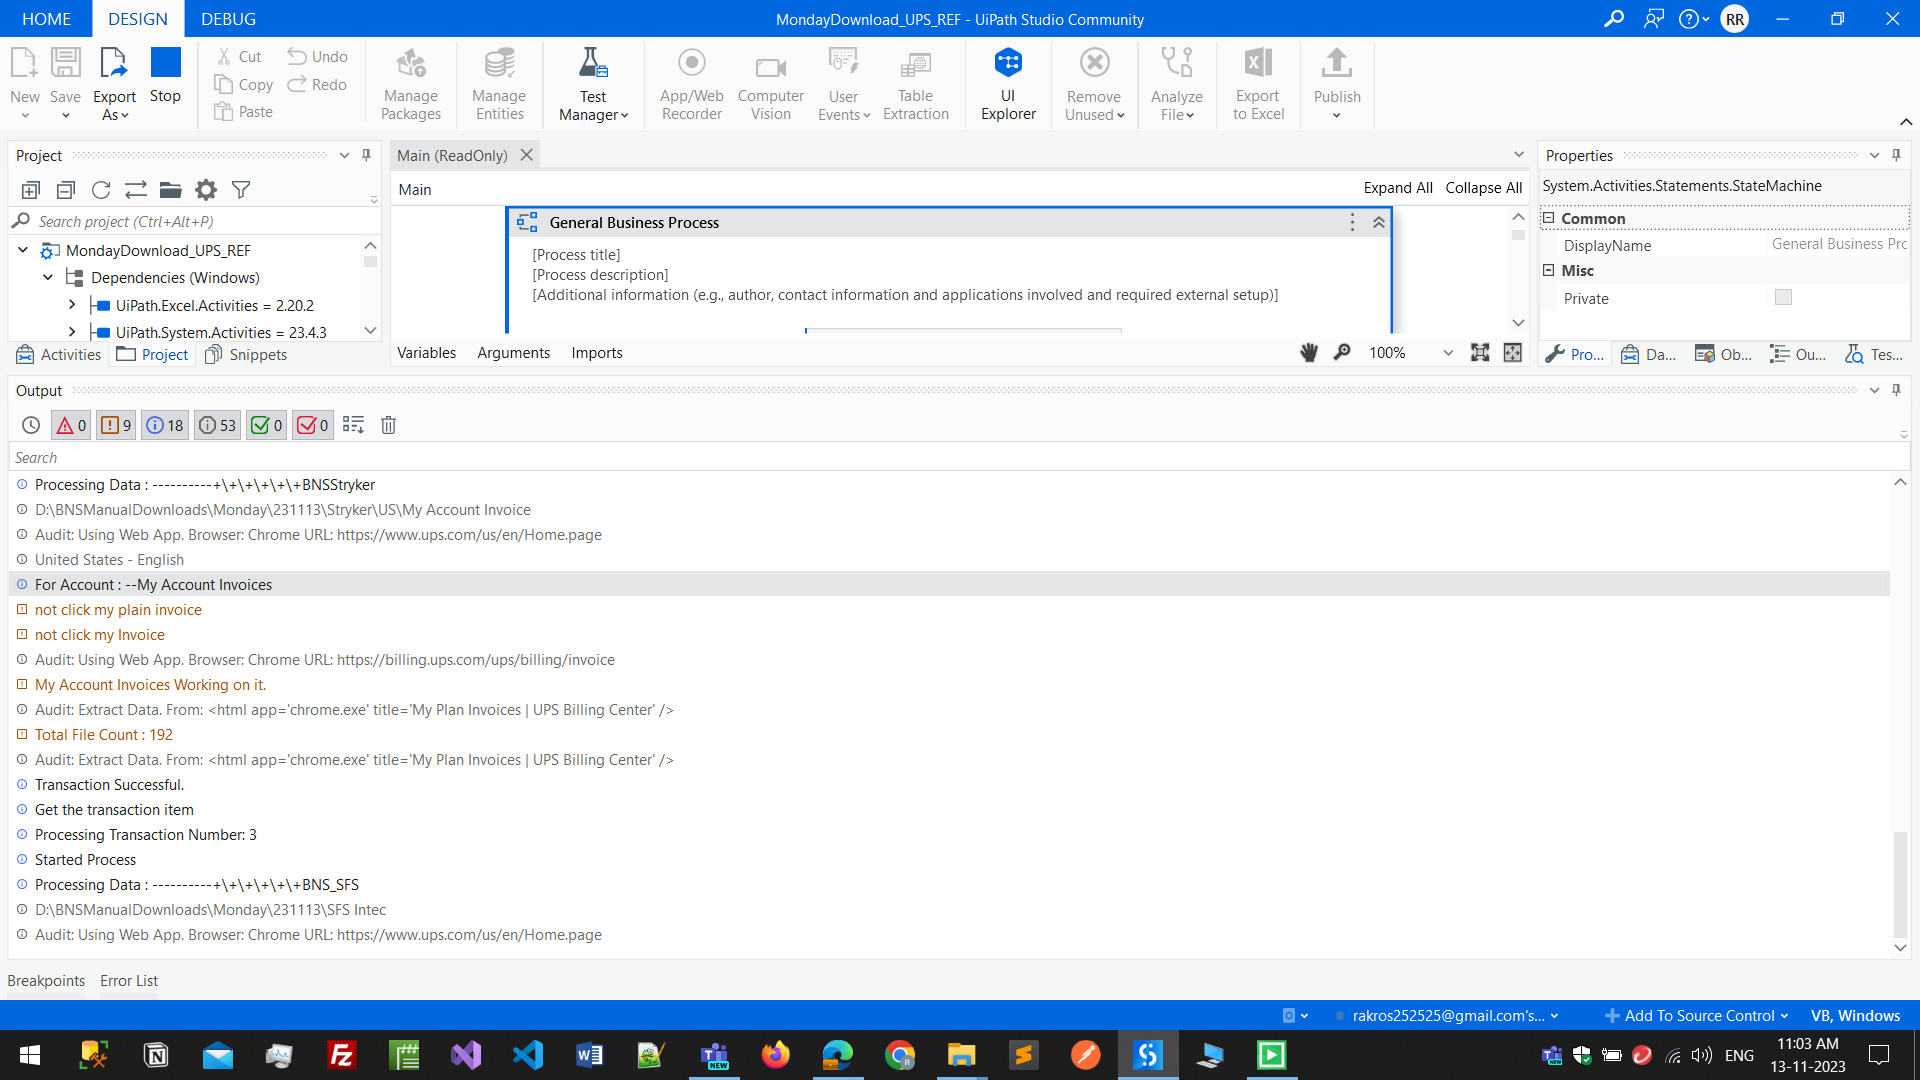 HOME DESIGN DEBUG
MondayDownload_UPS_REF - UiPath Studio Community
RR
New
Save
Export As
Stop
Cut
Copy
Paste
Undo
Redo
Manage Packages
Manage Entities
Test Manager
App/Web Recorder
Computer Vision
User Events
Table Extraction
UI Explorer
Remove Unused
Analyze File
Export to Excel
Publish
Project
Search project (Ctrl+Alt+P)
MondayDownload_UPS_REF
Dependencies (Windows)
UiPath.Excel.Activities = 2.20.2
UiPath.System.Activities = 23.4.3
Activities Project Snippets
Main (ReadOnly)
Main
Expand All Collapse All
General Business Process
[Process title]
[Process description]
[Additional information (e.g., author, contact information and applications involved and required external setup)]
Variables Arguments Imports
100%
Properties
System.Activities.Statements.StateMachine
Common
DisplayName General Business Prc
Misc
Private
Pro... Da... Ob... Ou... Tes...
Output
0 9 18 53 0 0
Search
Processing Data : ----------+\+\+\+\+\+BNSStryker
D:\BNSManualDownloads\Monday\231113\Stryker\US\My Account Invoice
Audit: Using Web App. Browser: Chrome URL: https://www.ups.com/us/en/Home.page
United States - English
For Account : --My Account Invoices
not click my plain invoice
not click my Invoice
Audit: Using Web App. Browser: Chrome URL: https://billing.ups.com/ups/billing/invoice
My Account Invoices Working on it.
Audit: Extract Data. From: <html app='chrome.exe' title='My Plan Invoices | UPS Billing Center' />
Total File Count : 192
Audit: Extract Data. From: <html app='chrome.exe' title='My Plan Invoices | UPS Billing Center' />
Transaction Successful.
Get the transaction item
Processing Transaction Number: 3
Started Process
Processing Data : ----------+\+\+\+\+\+BNS_SFS
D:\BNSManualDownloads\Monday\231113\SFS Intec
Audit: Using Web App. Browser: Chrome URL: https://www.ups.com/us/en/Home.page
Breakpoints Error List
rakros252525@gmail.com's...
Add To Source Control
VB, Windows
NEW
ENG
11:03 AM
13-11-2023